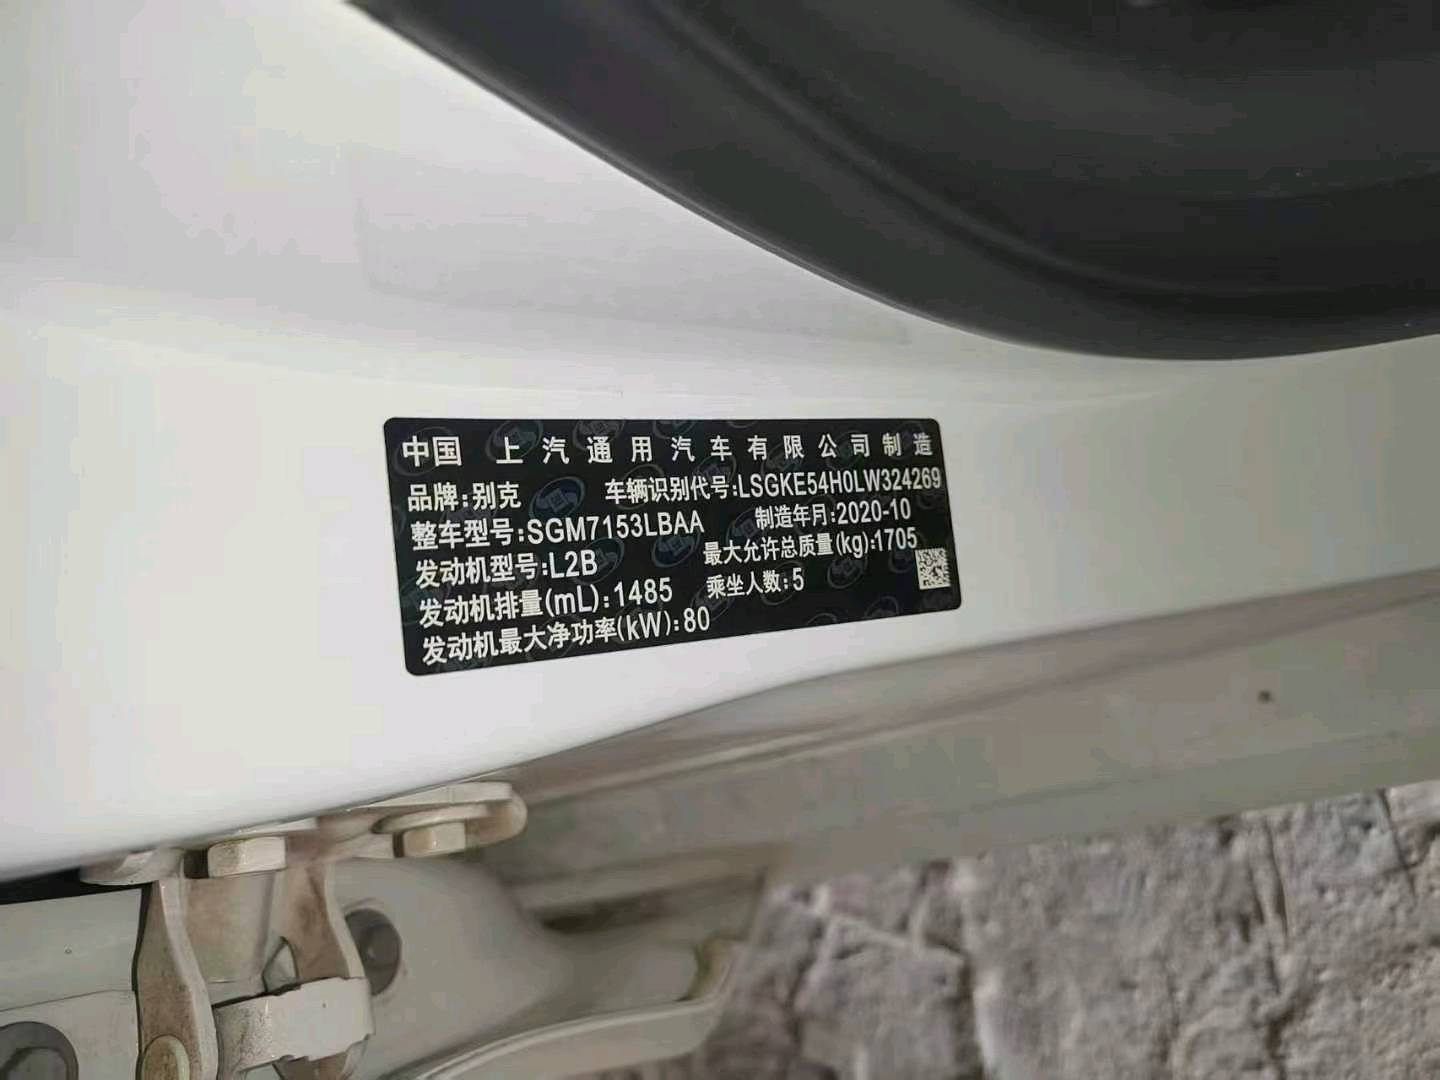 中国 上汽通用汽车有限公司制造
品牌:别克 车辆识别代号:LSGKE54H0LW324269
整车型号:SGM7153LBAA 制造年月:2020-10
发动机型号:L2B 最大允许总质量(kg):1705
发动机排量(mL):1485 乘坐人数:5
发动机最大净功率(kW):80